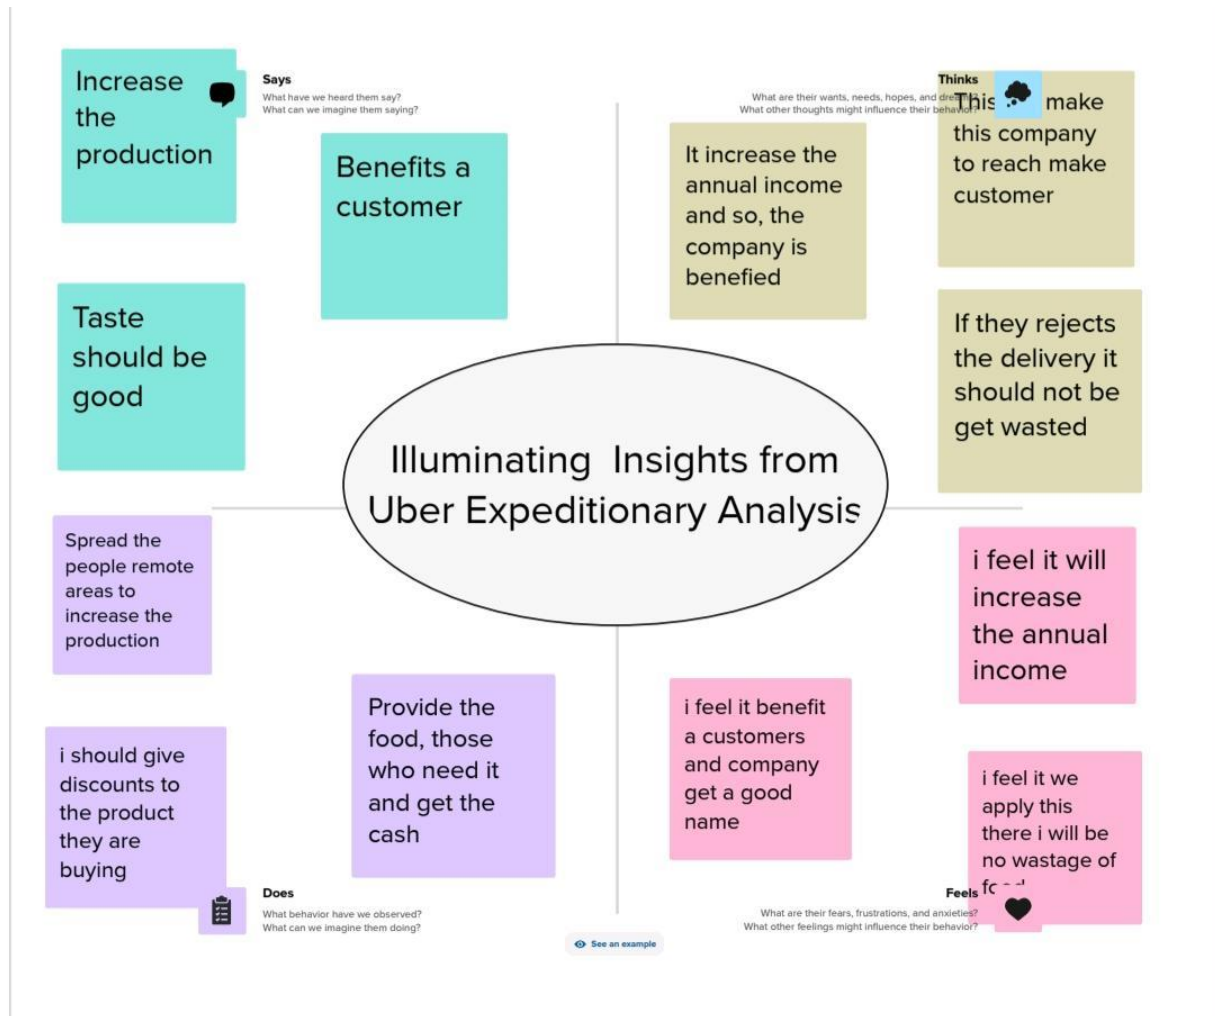 Increase
the
production
Says
What have we heard them say?
What can we imagine them saying?
Benefits a
customer
Taste
should be
good
Thinks
What are their wants, needs, hopes, and
What other thoughts might influence their behavior?
It increase the
annual income
and so, the
company is
benefied
This make
this company
to reach make
customer
If they rejects
the delivery it
should not be
get wasted
Illuminating Insights from
Uber Expeditionary Analysis
Spread the
people remote
areas to
increase the
production
i should give
discounts to
the product
they are
buying
Provide the
food, those
who need it
and get the
cash
Does
What behavior have we observed?
What can we imagine them doing?
i feel it will
increase
the annual
income
i feel it benefit
a customers
and company
get a good
name
i feel it we
apply this
there i will be
no wastage of
Feels
What are their fears, frustrations, and anxieties?
What other feelings might influence their behavior?
See an example